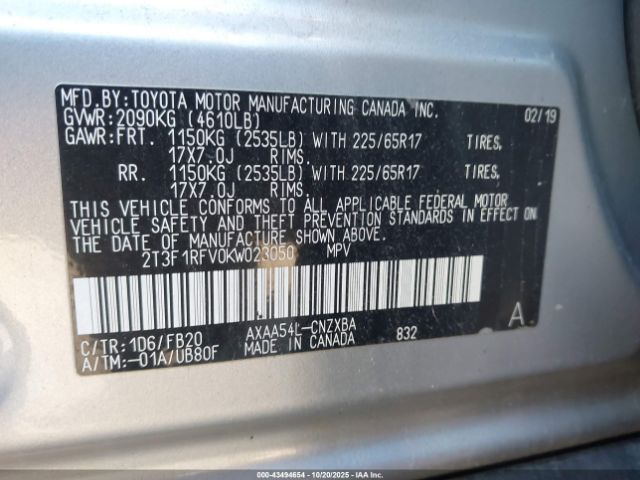 MFD.BY:TOYOTA MOTOR MANUFACTURING CANADA INC. 02/19
GVWR:2090KG (4610LB)
GAWR:FRT. 1150KG (2535LB) WITH 225/65R17 TIRES,
17X7.0J RIMS.
RR. 1150KG (2535LB) WITH 225/65R17 TIRES,
17X7.0J RIMS.
THIS VEHICLE CONFORMS TO ALL APPLICABLE FEDERAL MOTOR
VEHICLE SAFETY AND THEFT PREVENTION STANDARDS IN EFFECT ON
THE DATE OF MANUFACTURE SHOWN ABOVE.
2T3F1RFV0KW023050 MPV
C/TR:1D6/FB20 AXAA54L-CNZXBA 832 A
A/TM:-01A/UB80F MADE IN CANADA
000-43494654 | 10/20/2025 | IAA Inc.